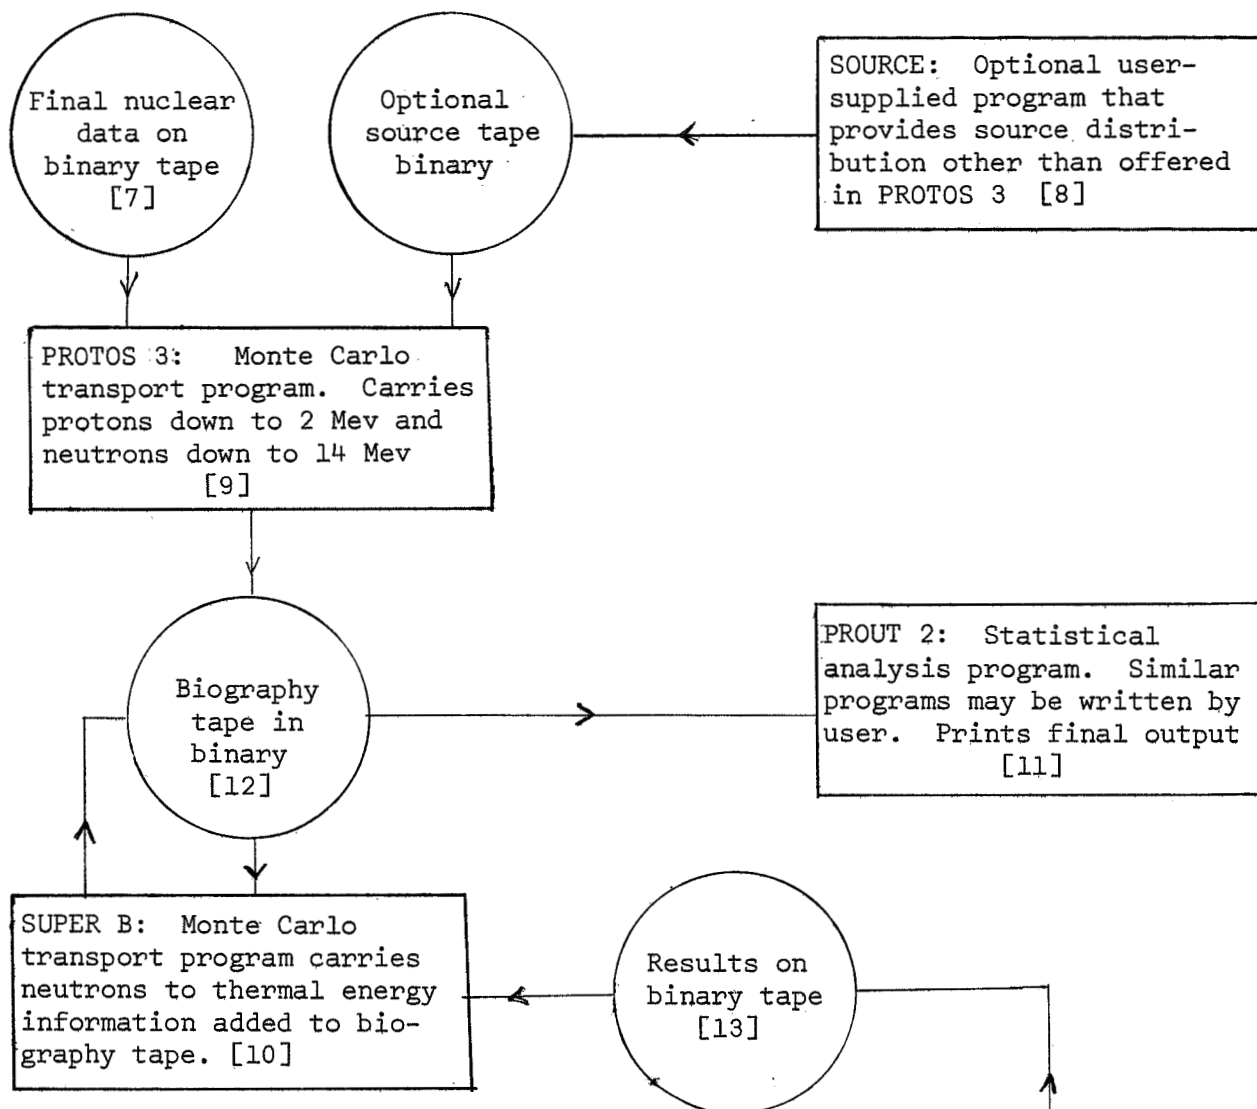 Final nuclear
data on
binary tape
[7]
Optional
source tape
binary
SOURCE: Optional user-
supplied program that
provides source distri-
bution other than offered
in PROTOS 3 [8]
PROTOS 3: Monte Carlo
transport program. Carries
protons down to 2 Mev and
neutrons down to 14 Mev
[9]
Biography
tape in
binary
[12]
PROUT 2: Statistical
analysis program. Similar
programs may be written by
user. Prints final output
[11]
SUPER B: Monte Carlo
transport program carries
neutrons to thermal energy
information added to bio-
graphy tape. [10]
Results on
binary tape
[13]